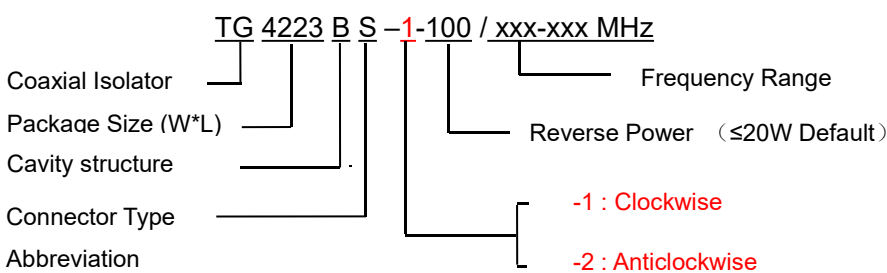 TG 4223 B S –1-100 / xxx-xxx MHz
Coaxial Isolator
Frequency Range
Package Size (W*L)
Reverse Power （≤20W Default）
Cavity structure
-1 : Clockwise
Connector Type
Abbreviation
-2 : Anticlockwise